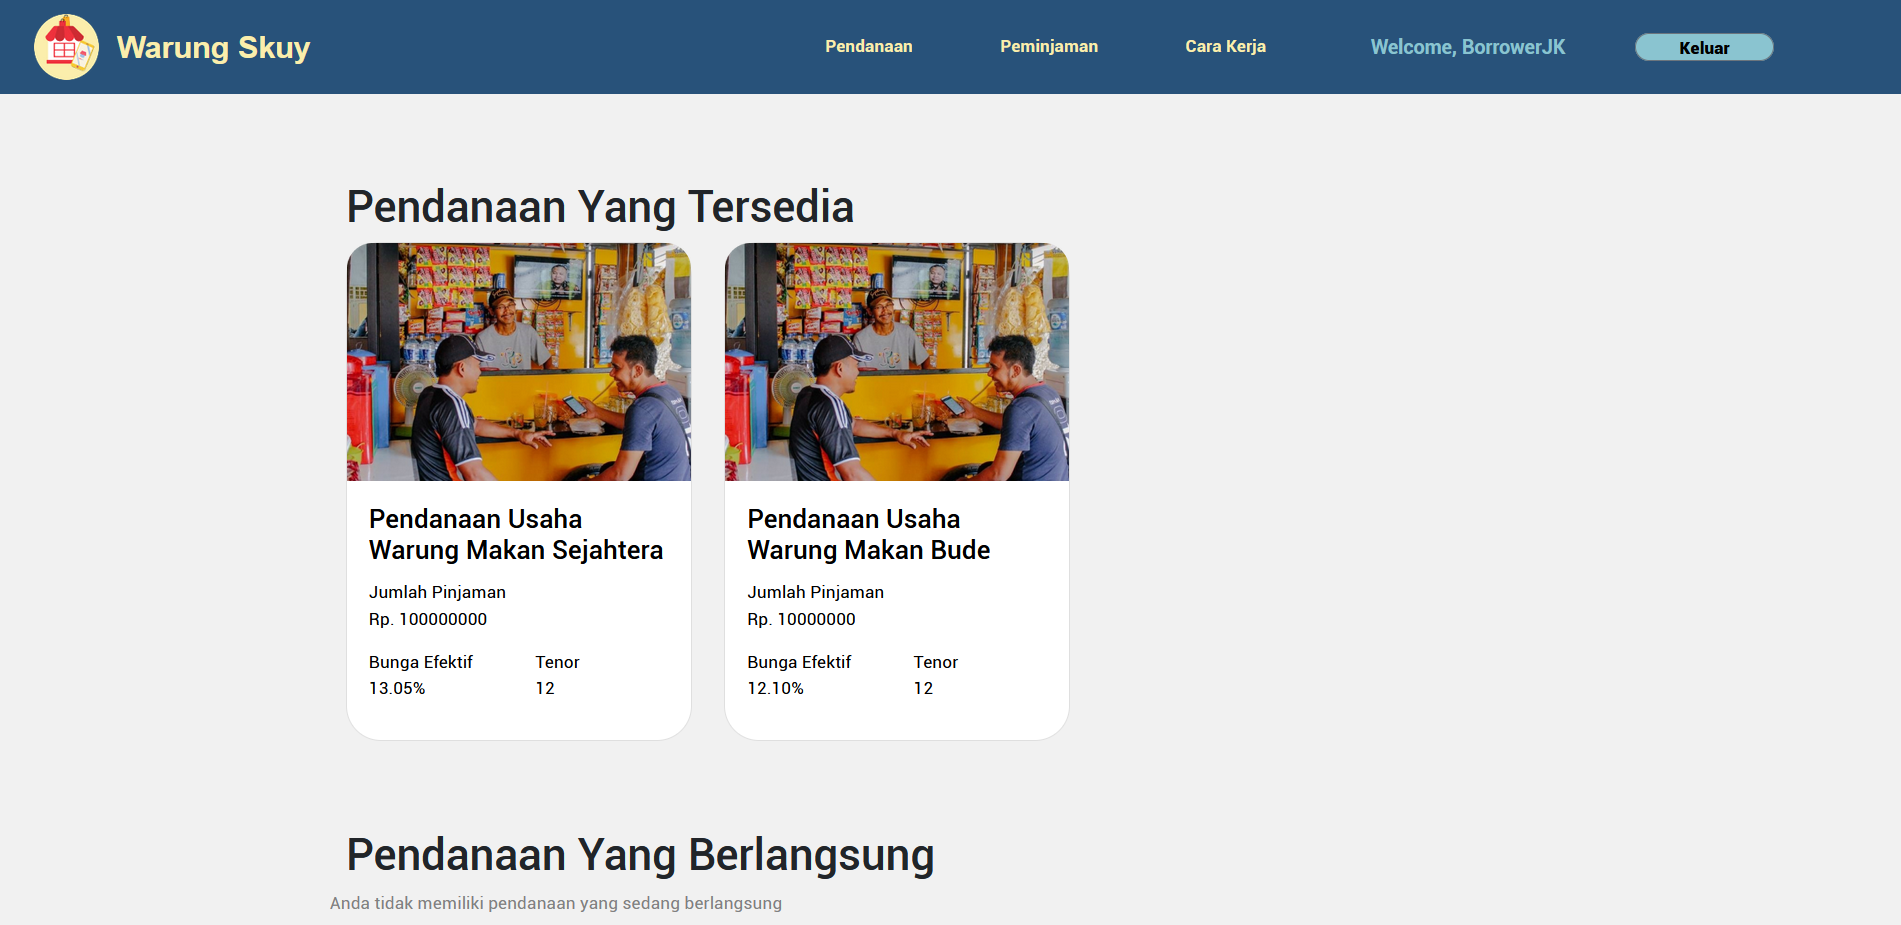 Warung Skuy
Pendanaan
Peminjaman
Cara Kerja
Welcome, BorrowerJK
Keluar
Pendanaan Yang Tersedia
Pendanaan Usaha
Warung Makan Sejahtera
Jumlah Pinjaman
Rp. 100000000
Bunga Efektif
Tenor
13.05%
12
Pendanaan Usaha
Warung Makan Bude
Jumlah Pinjaman
Rp. 10000000
Bunga Efektif
Tenor
12.10%
12
Pendanaan Yang Berlangsung
Anda tidak memiliki pendanaan yang sedang berlangsung